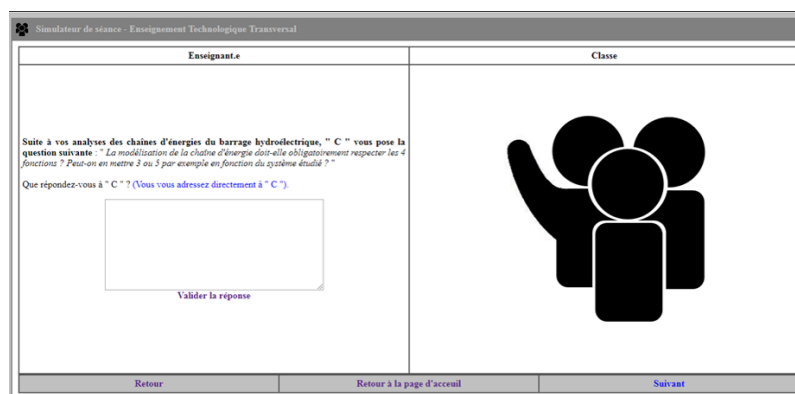 Simulateur de séance - Enseignement Technologique Transversal
Enseignant.e
Classe
Suite à vos analyses des chaînes d'énergies du barrage hydroélectrique, " C " vous pose la
question suivante : " La modélisation de la chaîne d'énergie doit-elle obligatoirement respecter les 4
fonctions ? Peut-on en mettre 3 ou 5 par exemple en fonction du système étudié ? "
Que répondez-vous à " C " ? (Vous vous adressez directement à " C ").
Valider la réponse
Retour
Retour à la page d'acceuil
Suivant